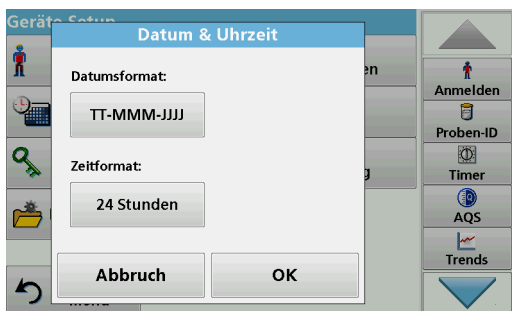 Geräte Setup
Datum & Uhrzeit
Datumsformat:
TT-MMM-JJJJ
Zeitformat:
24 Stunden
Abbruch
OK
Anmelden
Proben-ID
Timer
AQS
Trends